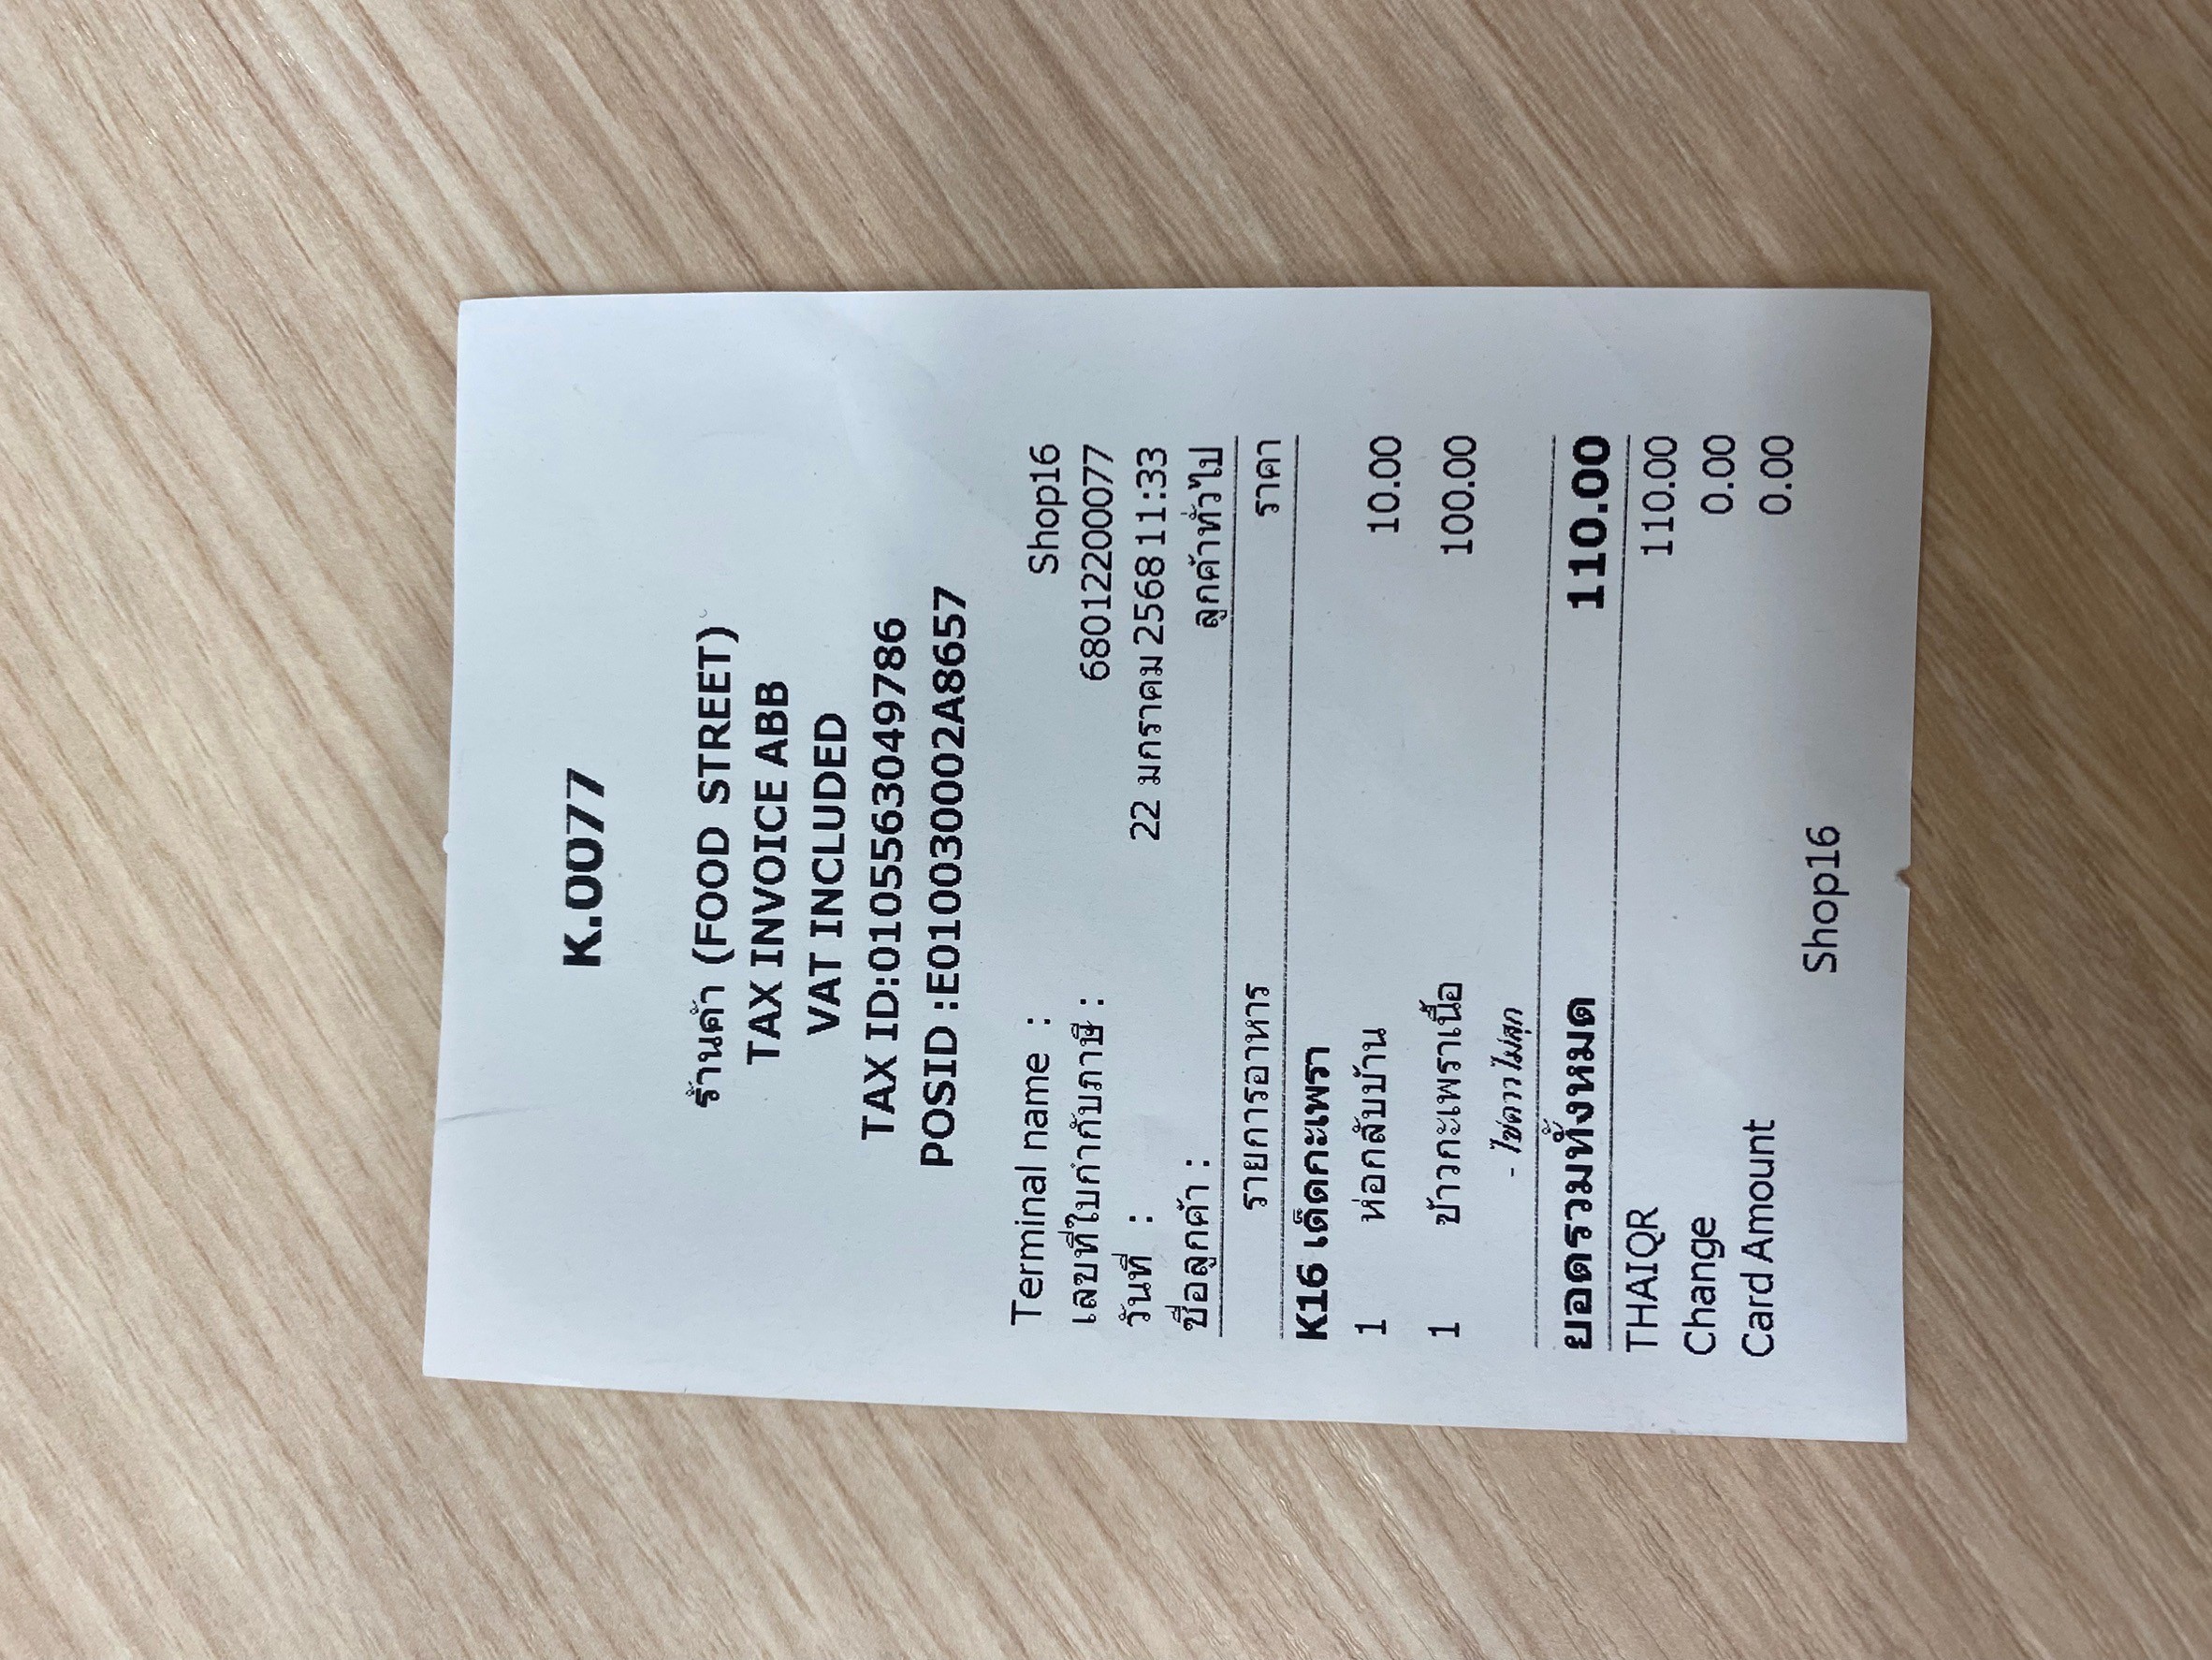 K.0077
ร้านค้า (FOOD STREET)
TAX INVOICE ABB
VAT INCLUDED
TAX ID:0105563049786
POSID :E010030002A8657
Terminal name : Shop16
เลขที่ใบกำกับภาษี : 68012200077
วันที่ : 22 มกราคม 2568 11:33
ชื่อลูกค้า : ลูกค้าทั่วไป
รายการอาหาร ราคา
K16 เด็ดกะเพรา
1 ห่อกลับบ้าน 10.00
1 ข้าวกะเพราเนื้อ 100.00
- ไข่ดาวไม่สุก
ยอดรวมทั้งหมด 110.00
THAIQR 110.00
Change 0.00
Card Amount 0.00
Shop16